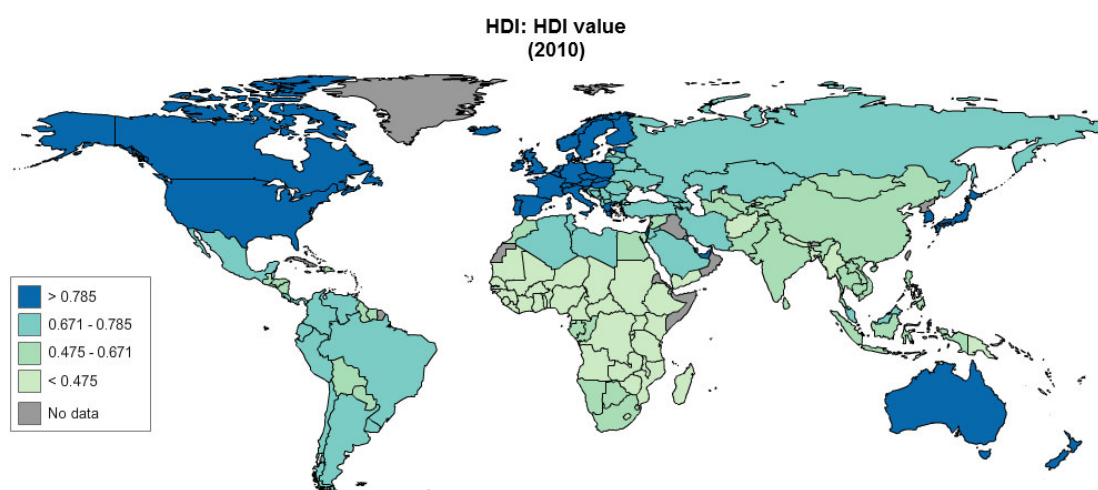 HDI: HDI value
(2010)
> 0.785
0.671 - 0.785
0.475 - 0.671
< 0.475
No data